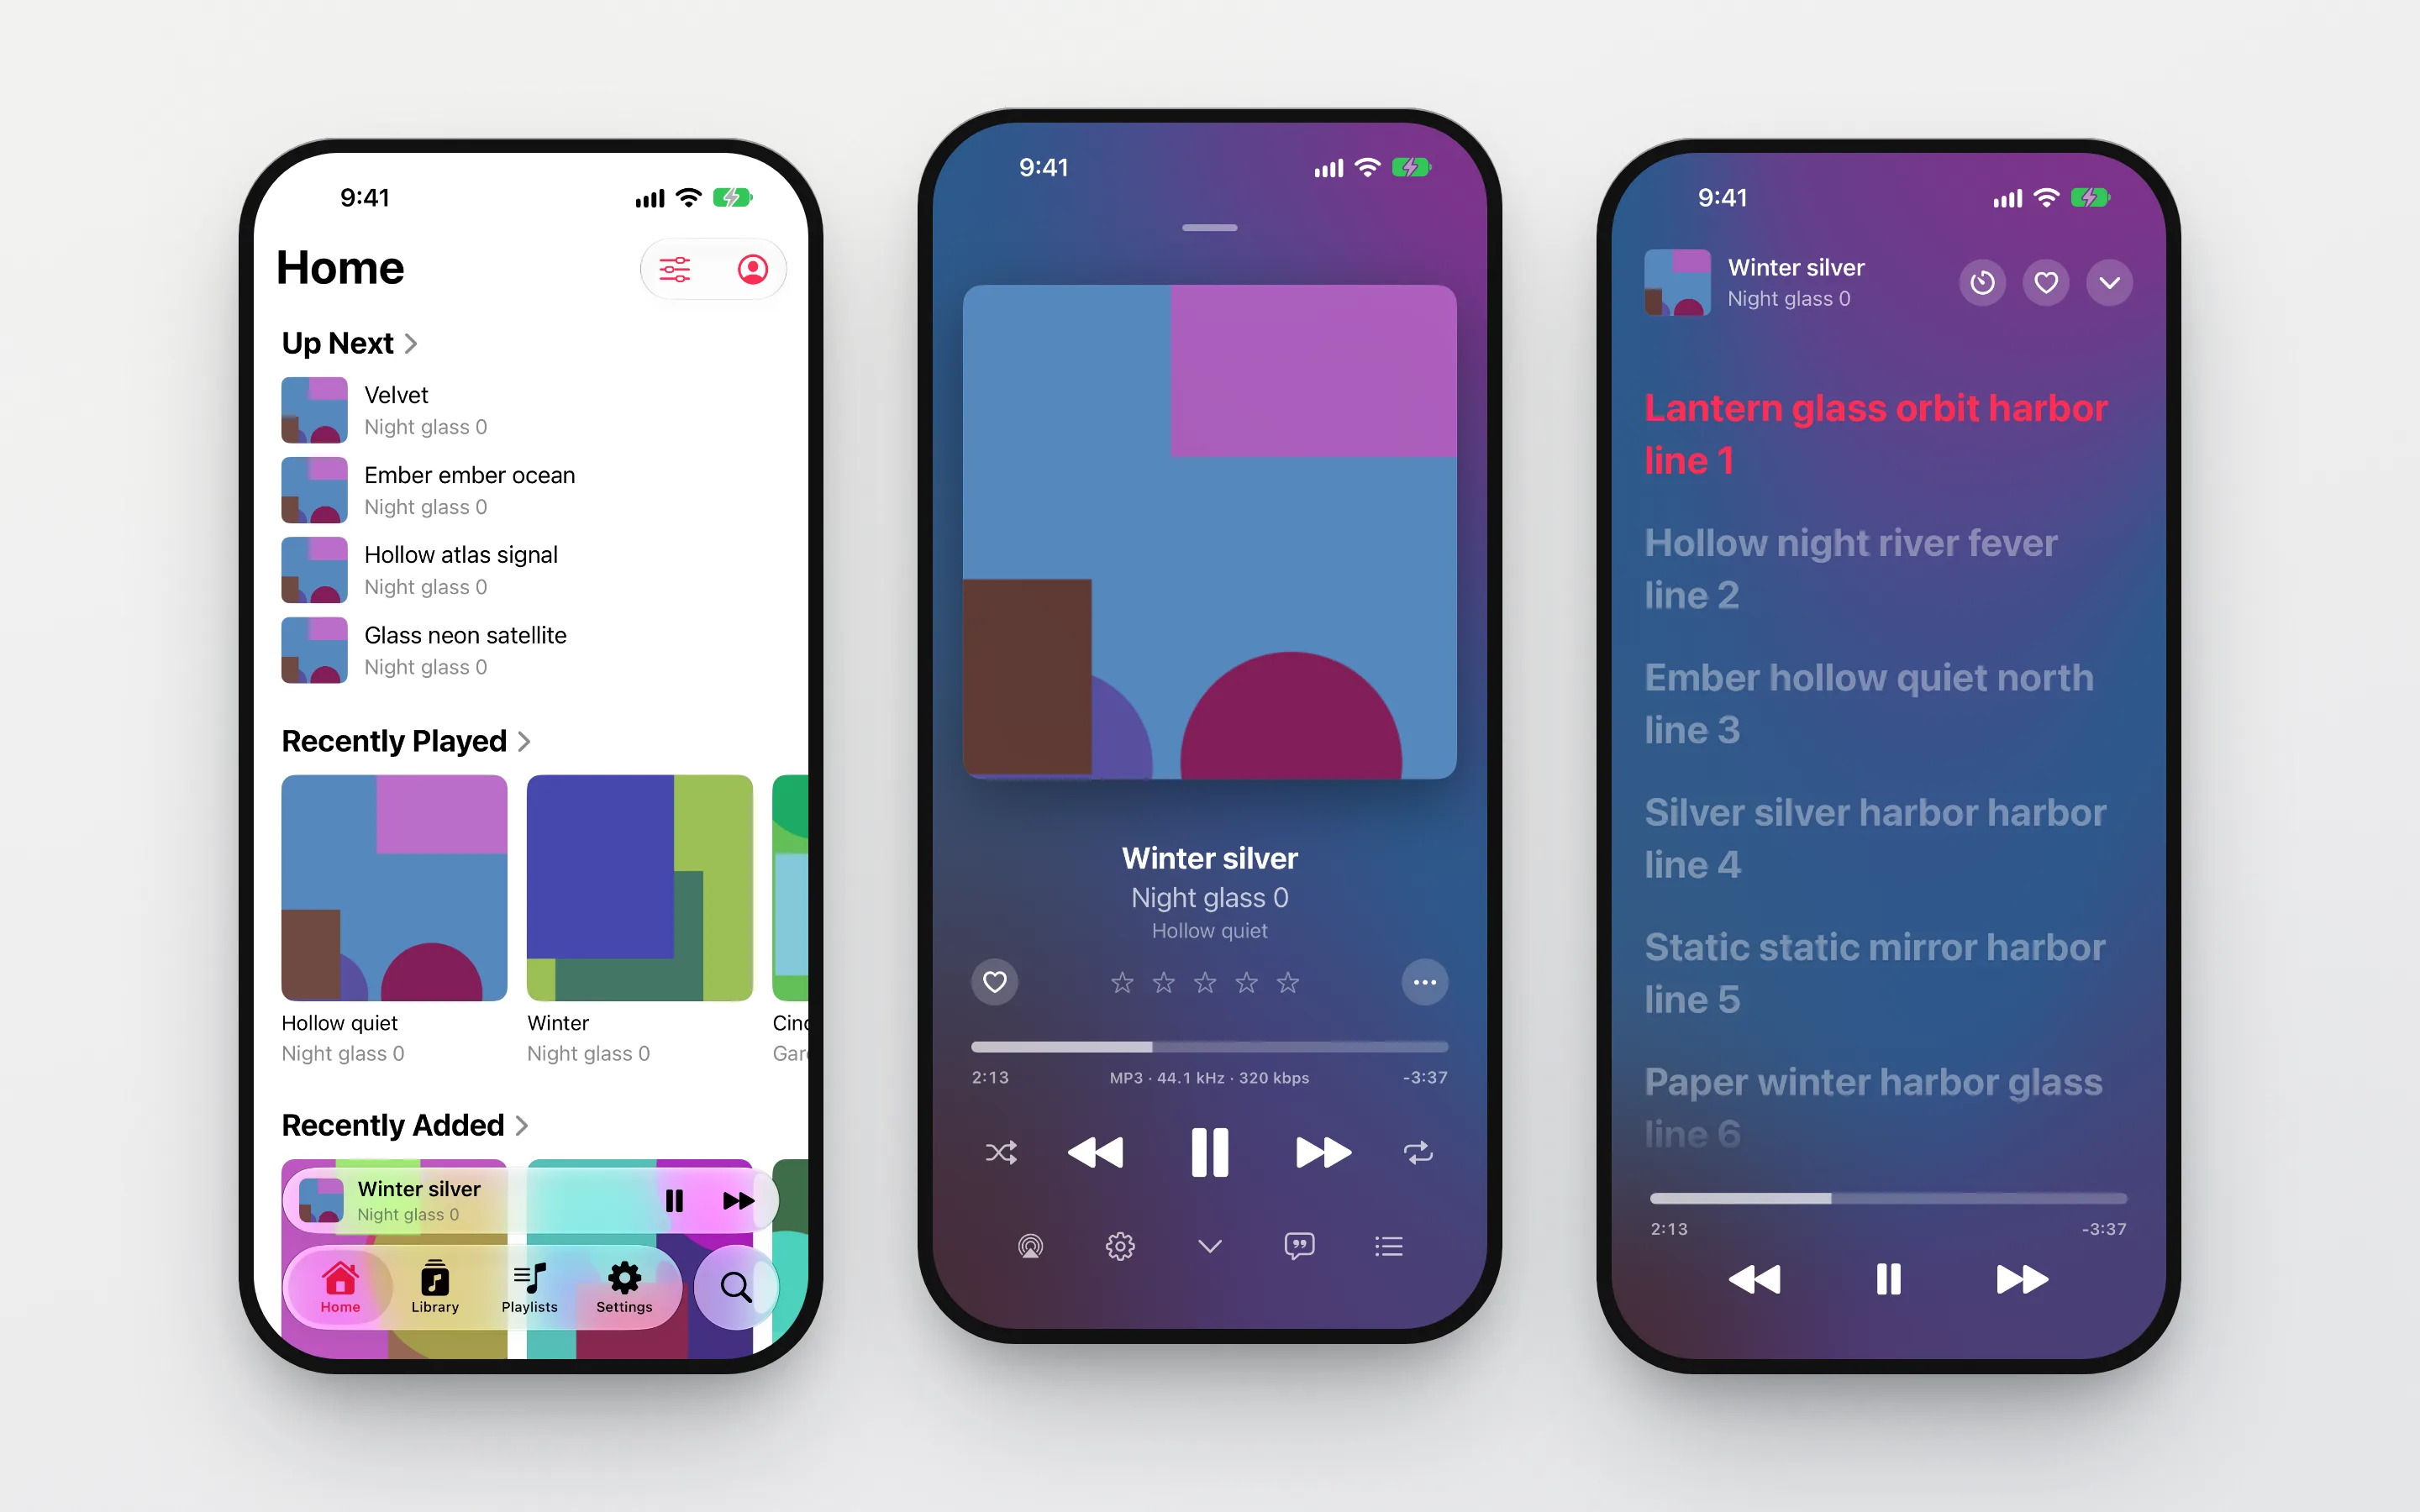 9:41
Home
Up Next
Velvet
Night glass 0
Ember ember ocean
Night glass 0
Hollow atlas signal
Night glass 0
Glass neon satellite
Night glass 0
Recently Played
Hollow quiet
Night glass 0
Winter
Night glass 0
Recently Added
Winter silver
Night glass 0
Home
Library
Playlists
Settings
9:41
Winter silver
Night glass 0
Hollow quiet
2:13
MP3 · 44.1 kHz · 320 kbps
-3:37
9:41
Winter silver
Night glass 0
Lantern glass orbit harbor
line 1
Hollow night river fever
line 2
Ember hollow quiet north
line 3
Silver silver harbor harbor
line 4
Static static mirror harbor
line 5
Paper winter harbor glass
line 6
2:13
-3:37